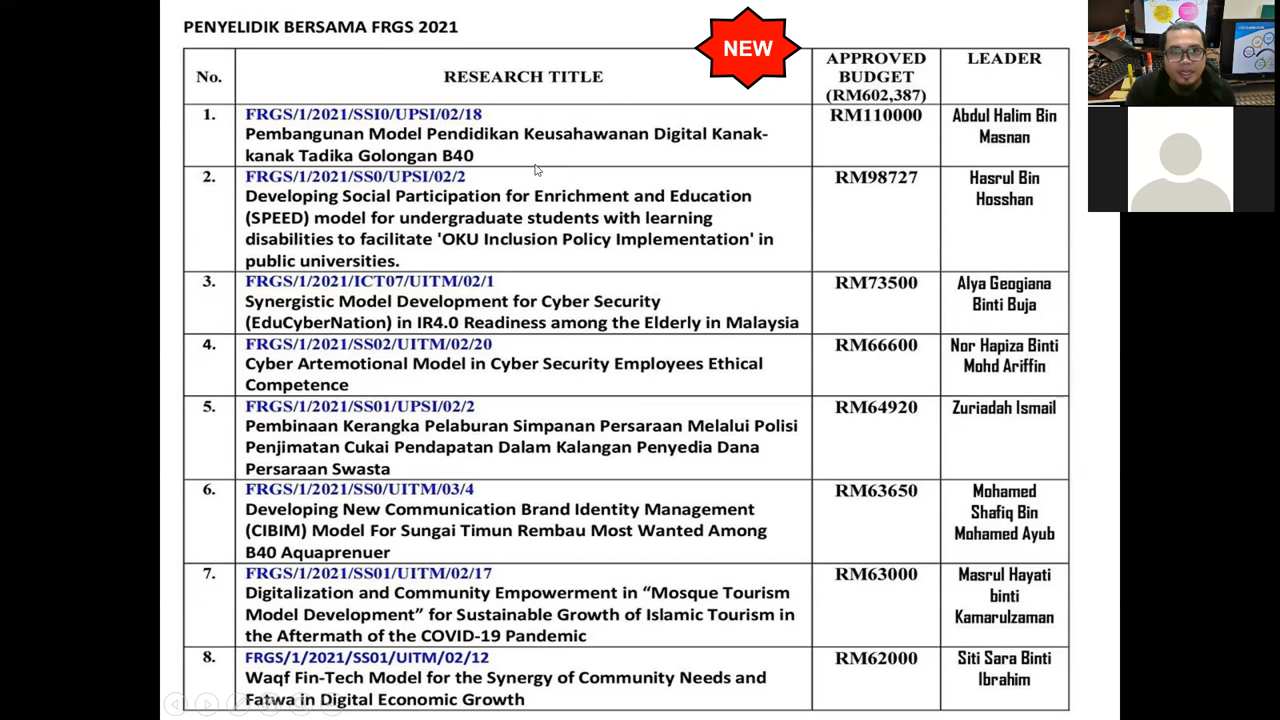 PENYELIDIK BERSAMA FRGS 2021
NEW
No.
RESEARCH TITLE
APPROVED
BUDGET
(RM602,387)
LEADER
1.
FRGS/1/2021/SSI0/UPSI/02/18
Pembangunan Model Pendidikan Keusahawanan Digital Kanak-
kanak Tadika Golongan B40
RM110000
Abdul Halim Bin
Masnan
2.
FRGS/1/2021/SS0/UPSI/02/2
Developing Social Participation for Enrichment and Education
(SPEED) model for undergraduate students with learning
disabilities to facilitate 'OKU Inclusion Policy Implementation' in
public universities.
RM98727
Hasrul Bin
Hosshan
3.
FRGS/1/2021/ICT07/UITM/02/1
Synergistic Model Development for Cyber Security
(EduCyberNation) in IR4.0 Readiness among the Elderly in Malaysia
RM73500
Alya Geogiana
Binti Buja
4.
FRGS/1/2021/SS02/UITM/02/20
Cyber Artemotional Model in Cyber Security Employees Ethical
Competence
RM66600
Nor Hapiza Binti
Mohd Ariffin
5.
FRGS/1/2021/SS01/UPSI/02/2
Pembinaan Kerangka Pelaburan Simpanan Persaraan Melalui Polisi
Penjimatan Cukai Pendapatan Dalam Kalangan Penyedia Dana
Persaraan Swasta
RM64920
Zuriadah Ismail
6.
FRGS/1/2021/SS0/UITM/03/4
Developing New Communication Brand Identity Management
(CIBIM) Model For Sungai Timun Rembau Most Wanted Among
B40 Aquaprenuer
RM63650
Mohamed
Shafiq Bin
Mohamed Ayub
7.
FRGS/1/2021/SS01/UITM/02/17
Digitalization and Community Empowerment in “Mosque Tourism
Model Development” for Sustainable Growth of Islamic Tourism in
the Aftermath of the COVID-19 Pandemic
RM63000
Masrul Hayati
binti
Kamarulzaman
8.
FRGS/1/2021/SS01/UITM/02/12
Waqf Fin-Tech Model for the Synergy of Community Needs and
Fatwa in Digital Economic Growth
RM62000
Siti Sara Binti
Ibrahim